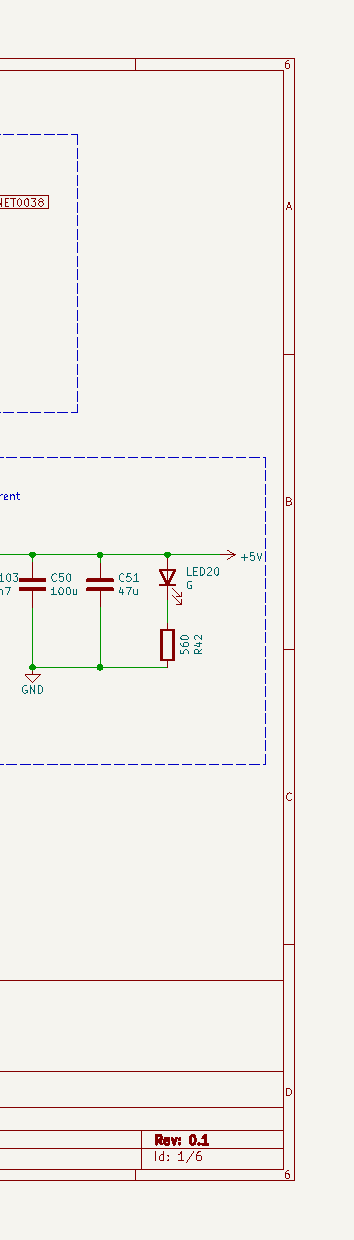 6
NET0038
A
B
rent
+5V
103
n7
C50
100u
C51
47u
LED20
G
560
R42
GND
C
D
Rev: 0.1
Id: 1/6
6